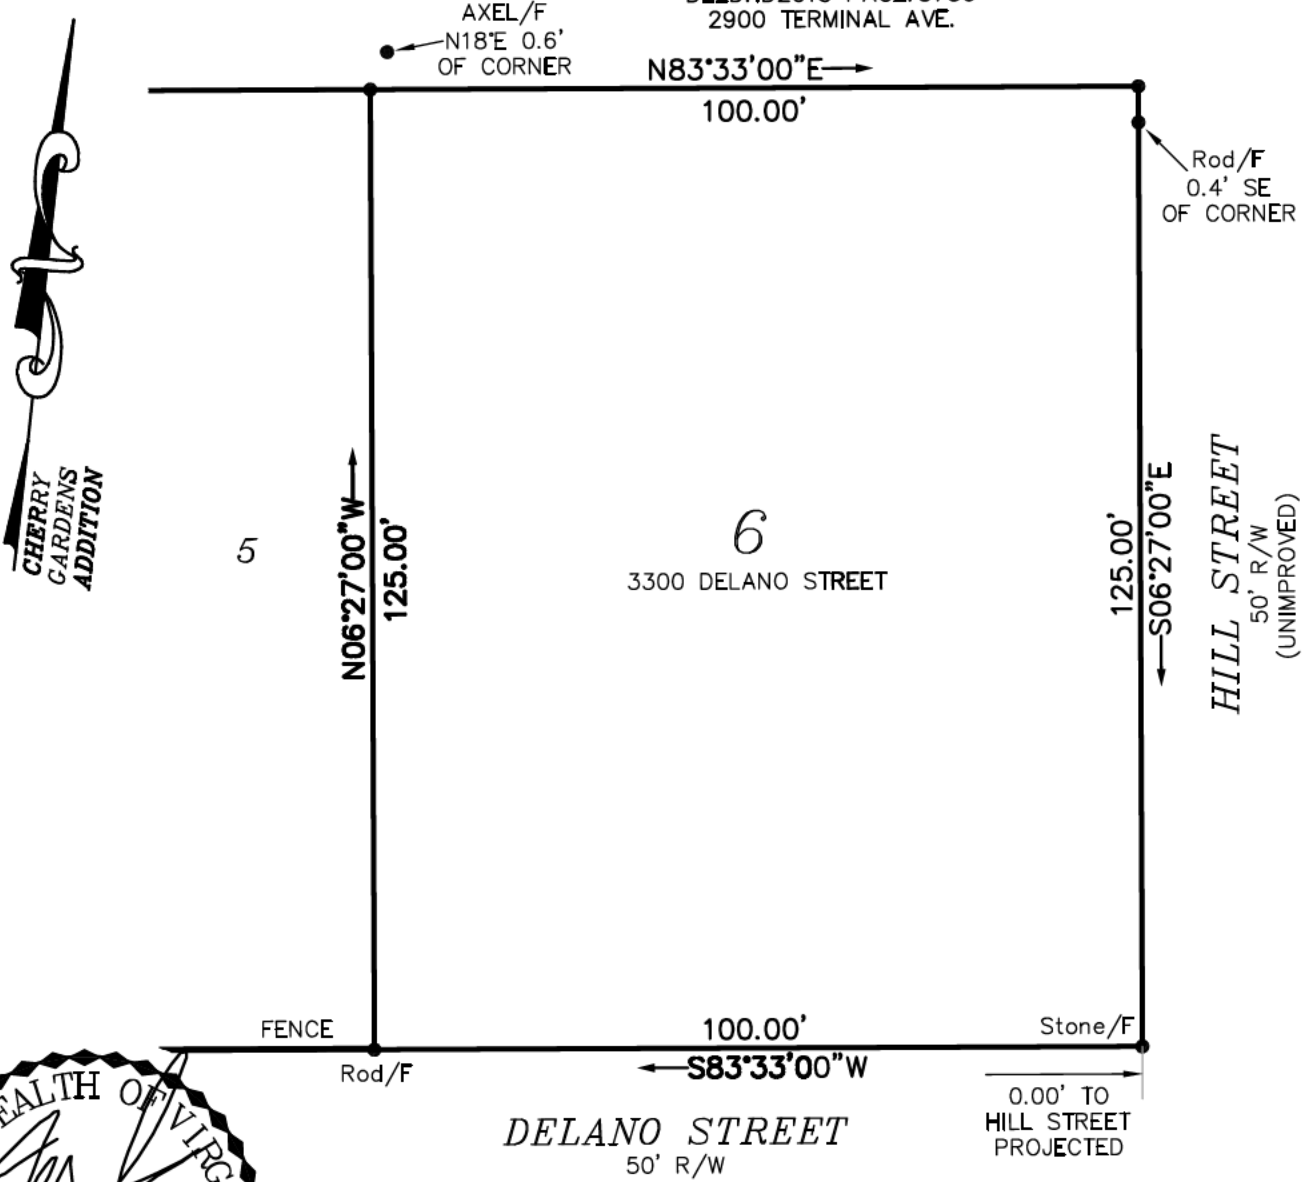 2900 TERMINAL AVE.
AXEL/F
N18°E 0.6'
OF CORNER
N83°33'00"E
100.00'
Rod/F
0.4' SE
OF CORNER
CHERRY
GARDENS
ADDITION
5
N06°27'00"W
125.00'
6
3300 DELANO STREET
125.00'
S06°27'00"E
HILL STREET
50' R/W
(UNIMPROVED)
FENCE
Rod/F
100.00'
S83°33'00"W
Stone/F
0.00' TO
HILL STREET
PROJECTED
DELANO STREET
50' R/W
EALTH OF VIRG